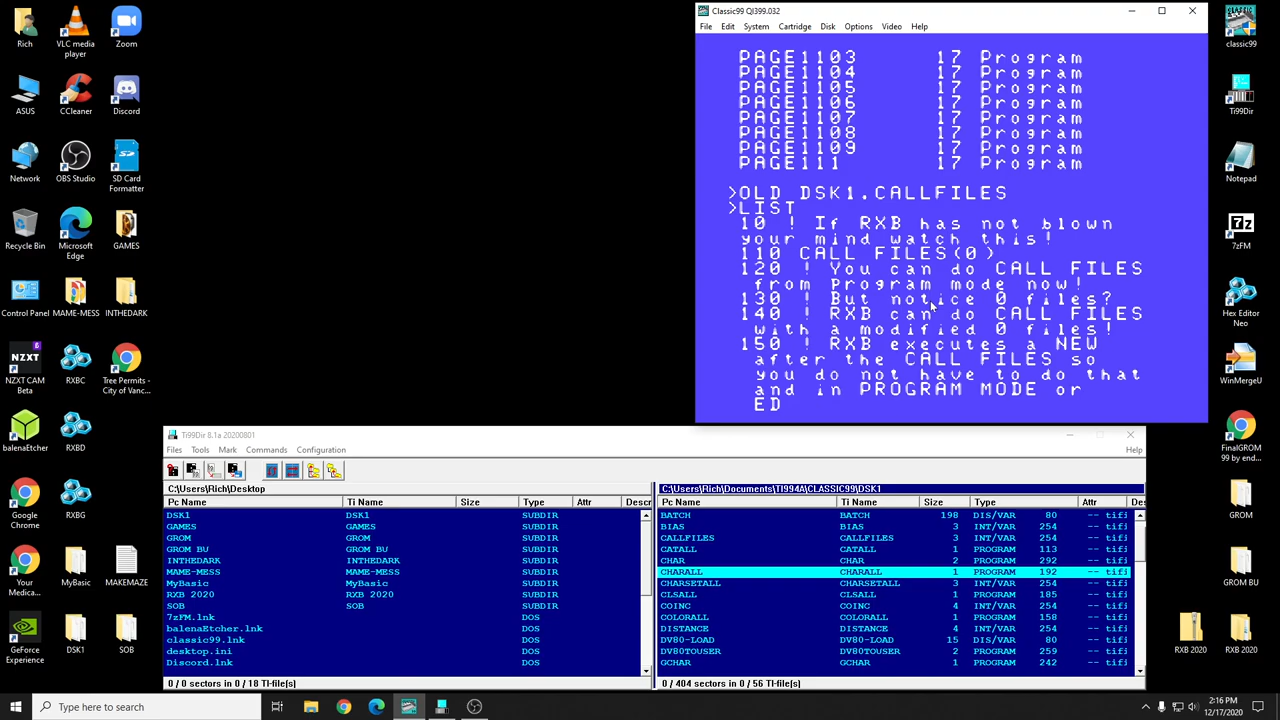 Rich
VLC media
player
Zoom
ASUS
CCleaner
Discord
Network
OBS Studio
SD Card
Formatter
Recycle Bin
Microsoft
Edge
GAMES
Control Panel
MAME-MESS
INTHEDARK
NZXT CAM
Beta
RXBC
Tree Permits -
City of Vanc...
balenaEtcher
RXBD
Google
Chrome
RXBG
Your
Medica...
MyBasic
MAKEMAZE
GeForce
Experience
DSK1
SOB
Classic99 QI399.032
File Edit System Cartridge Disk Options Video Help
PAGE1103 17 Program
PAGE1104 17 Program
PAGE1105 17 Program
PAGE1106 17 Program
PAGE1107 17 Program
PAGE1108 17 Program
PAGE1109 17 Program
PAGE111 17 Program
>OLD DSK1.CALLFILES
>LIST
10 ! If RXB has not blown
your mind watch this!
110 CALL FILES(0)
120 ! You can do CALL FILES
from Program mode now!
130 ! But notice 0 files?
140 ! RXB can do CALL FILES
with a modified 0 files!
150 ! RXB executes a NEW
after the CALL FILES so
you do not have to do that
and in PROGRAM MODE or
ED
classic99
Ti99Dir
Notepad
7zFM
Hex Editor
Neo
WinMergeU
FinalGROM
99 by end...
GROM
GROM BU
RXB 2020
RXB 2020
Ti99Dir 8.1a 20200801
Files Tools Mark Commands Configuration Help
C:\Users\Rich\Desktop
Pc Name Ti Name Size Type Attr Descr
DSK1 DSK1 SUBDIR
GAMES GAMES SUBDIR
GROM GROM SUBDIR
GROM BU GROM BU SUBDIR
INTHEDARK INTHEDARK SUBDIR
MAME-MESS MAME-MESS SUBDIR
MyBasic MyBasic SUBDIR
RXB 2020 RXB 2020 SUBDIR
SOB SOB SUBDIR
7zFM.lnk DOS
balenaEtcher.lnk DOS
classic99.lnk DOS
desktop.ini DOS
Discord.lnk DOS
0 / 0 sectors in 0 / 18 TI-file(s)
C:\Users\Rich\Documents\TI994A\CLASSIC99\DSK1
Pc Name Ti Name Size Type Attr Des
BATCH BATCH 198 DIS/VAR 80 -- tifi
BIAS BIAS 3 INT/VAR 254 -- tifi
CALLFILES CALLFILES 3 INT/VAR 254 -- tifi
CATALL CATALL 1 PROGRAM 113 -- tifi
CHAR CHAR 2 PROGRAM 292 -- tifi
CHARALL CHARALL 1 PROGRAM 192 -- tifi
CHARSETALL CHARSETALL 3 INT/VAR 254 -- tifi
CLSALL CLSALL 1 PROGRAM 185 -- tifi
COINC COINC 4 INT/VAR 254 -- tifi
COLORALL COLORALL 1 PROGRAM 158 -- tifi
DISTANCE DISTANCE 4 INT/VAR 254 -- tifi
DV80-LOAD DV80-LOAD 15 DIS/VAR 80 -- tifi
DV80TOUSER DV80TOUSER 2 PROGRAM 259 -- tifi
GCHAR GCHAR 1 PROGRAM 242 -- tifi
0 / 404 sectors in 0 / 56 TI-file(s)
Type here to search
2:16 PM
12/17/2020